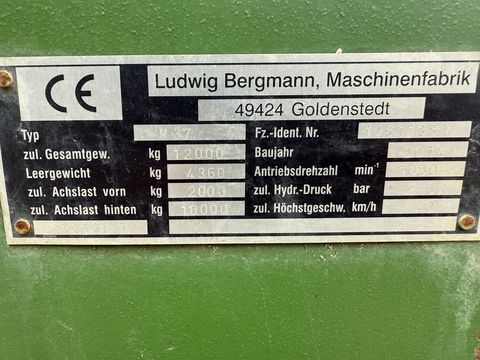 CE
Ludwig Bergmann, Maschinenfabrik
49424 Goldenstedt
Typ
Fz.-Ident. Nr.
zul. Gesamtgew. kg 12000
Baujahr
Leergewicht kg 4360
Antriebsdrehzahl min⁻¹
zul. Achslast vorn kg 2000
zul. Hydr.-Druck bar
zul. Achslast hinten kg 10000
zul. Höchstgeschw. km/h